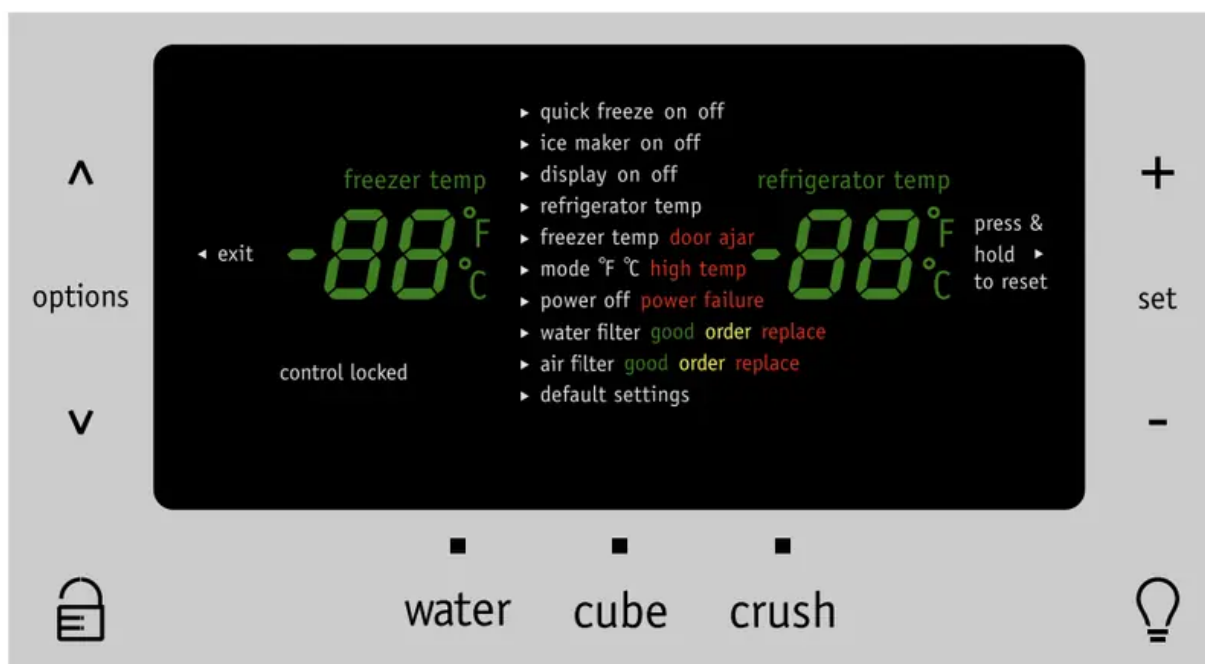 options
◂ exit
freezer temp
-88 °F °C
control locked
▸ quick freeze on off
▸ ice maker on off
▸ display on off
▸ refrigerator temp
▸ freezer temp door ajar
▸ mode °F °C high temp
▸ power off power failure
▸ water filter good order replace
▸ air filter good order replace
▸ default settings
refrigerator temp
-88 °F °C
press &
hold ▸
to reset
+
set
-
water cube crush